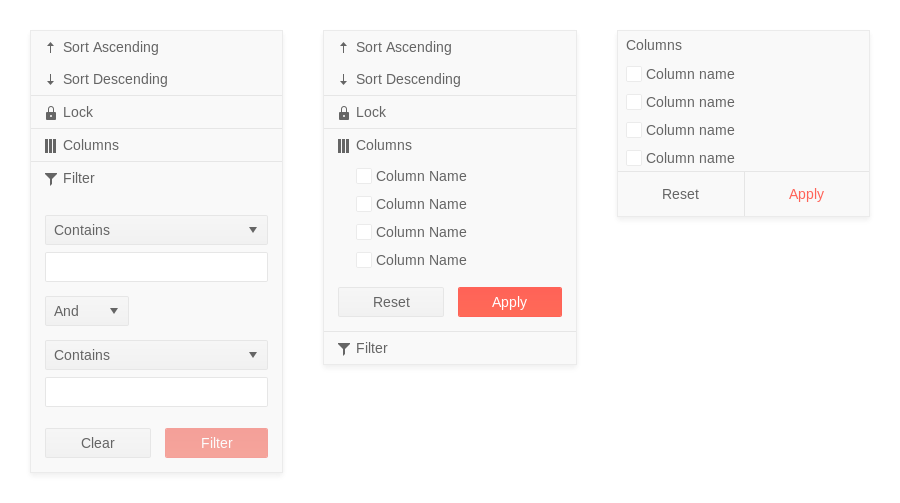 Sort Ascending
Sort Descending
Lock
Columns
Filter
Contains
And
Contains
Clear
Filter
Sort Ascending
Sort Descending
Lock
Columns
Column Name
Column Name
Column Name
Column Name
Reset
Apply
Filter
Columns
Column name
Column name
Column name
Column name
Reset
Apply